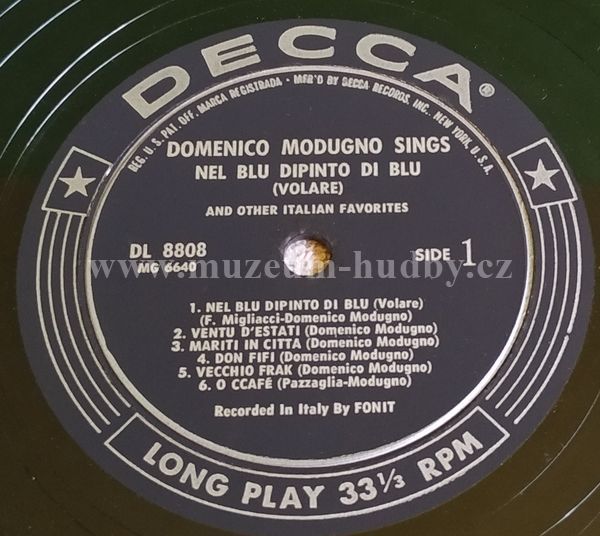 DECCA®
REG. U.S. PAT. OFF. MARCA REGISTRADA • MFR'D BY DECCA RECORDS, INC., NEW YORK, U.S.A.
DOMENICO MODUGNO SINGS
NEL BLU DIPINTO DI BLU
(VOLARE)
AND OTHER ITALIAN FAVORITES
DL 8808
MG 6640
SIDE 1
www.muzeum-hudby.cz
1. NEL BLU DIPINTO DI BLU (Volare)
(F. Migliacci-Domenico Modugno)
2. VENTU D'ESTATI (Domenico Modugno)
3. MARITI IN CITTA (Domenico Modugno)
4. DON FIFI (Domenico Modugno)
5. VECCHIO FRAK (Domenico Modugno)
6. O CCAFÉ (Pazzaglia-Modugno)
Recorded In Italy By FONIT
LONG PLAY 33⅓ RPM